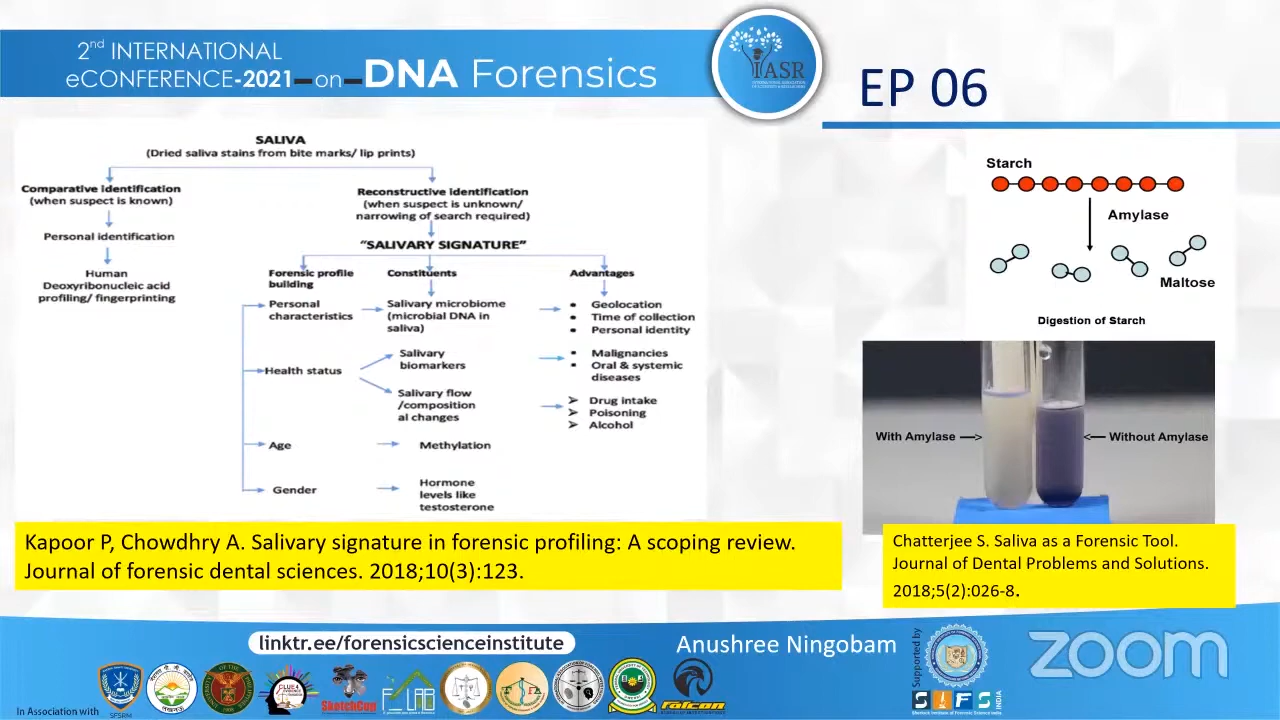 2nd INTERNATIONAL
eCONFERENCE-2021-on-DNA Forensics
IASR
EP 06
SALIVA
(Dried saliva stains from bite marks/ lip prints)
Comparative identification
(when suspect is known)
Personal identification
Human
Deoxyribonucleic acid
profiling/ fingerprinting
Reconstructive identification
(when suspect is unknown/
narrowing of search required)
“SALIVARY SIGNATURE”
Forensic profile
building
Constituents
Advantages
Personal
characteristics
Salivary microbiome
(microbial DNA in
saliva)
• Geolocation
• Time of collection
• Personal identity
Health status
Salivary
biomarkers
• Malignancies
• Oral & systemic
diseases
Salivary flow
/composition
al changes
➤ Drug intake
➤ Poisoning
➤ Alcohol
Age
Methylation
Gender
Hormone
levels like
testosterone
Kapoor P, Chowdhry A. Salivary signature in forensic profiling: A scoping review.
Journal of forensic dental sciences. 2018;10(3):123.
Starch
Amylase
Maltose
Digestion of Starch
With Amylase
Without Amylase
Chatterjee S. Saliva as a Forensic Tool.
Journal of Dental Problems and Solutions.
2018;5(2):026-8.
linktr.ee/forensicscienceinstitute
Anushree Ningobam
Supported by
SIFS
INDIA
zoom
In Association with
SFSRM
CLUE4
SketchCop
F LAB
Falcon